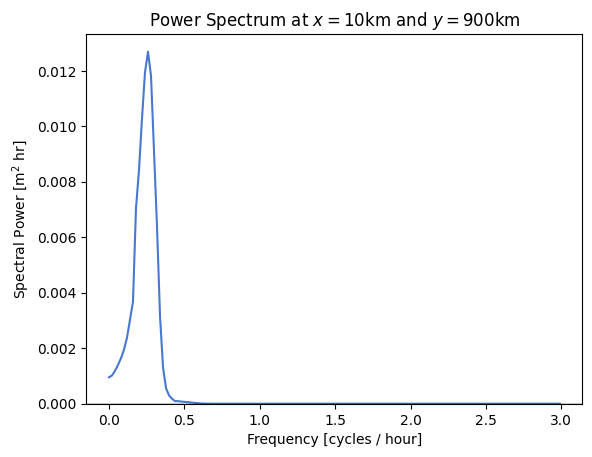 Power Spectrum at x = 10km and y = 900km
Spectral Power [m² hr]
0.012
0.010
0.008
0.006
0.004
0.002
0.000
0.0 0.5 1.0 1.5 2.0 2.5 3.0
Frequency [cycles / hour]